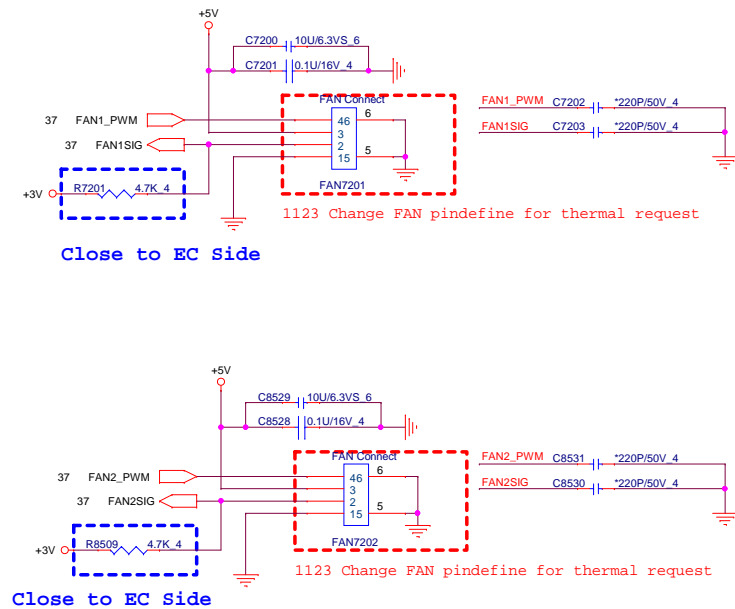 +5V
C7200 10U/6.3VS_6
C7201 0.1U/16V_4
FAN Connect
FAN1_PWM C7202 *220P/50V_4
37 FAN1_PWM 46 6
3
FAN1SIG C7203 *220P/50V_4
37 FAN1SIG 2
15 5
+3V R7201 4.7K_4
FAN7201
1123 Change FAN pindefine for thermal request
Close to EC Side
+5V
C8529 10U/6.3VS_6
C8528 0.1U/16V_4
FAN Connect
FAN2_PWM C8531 *220P/50V_4
37 FAN2_PWM 46 6
3
FAN2SIG C8530 *220P/50V_4
37 FAN2SIG 2
15 5
+3V R8509 4.7K_4
FAN7202
1123 Change FAN pindefine for thermal request
Close to EC Side